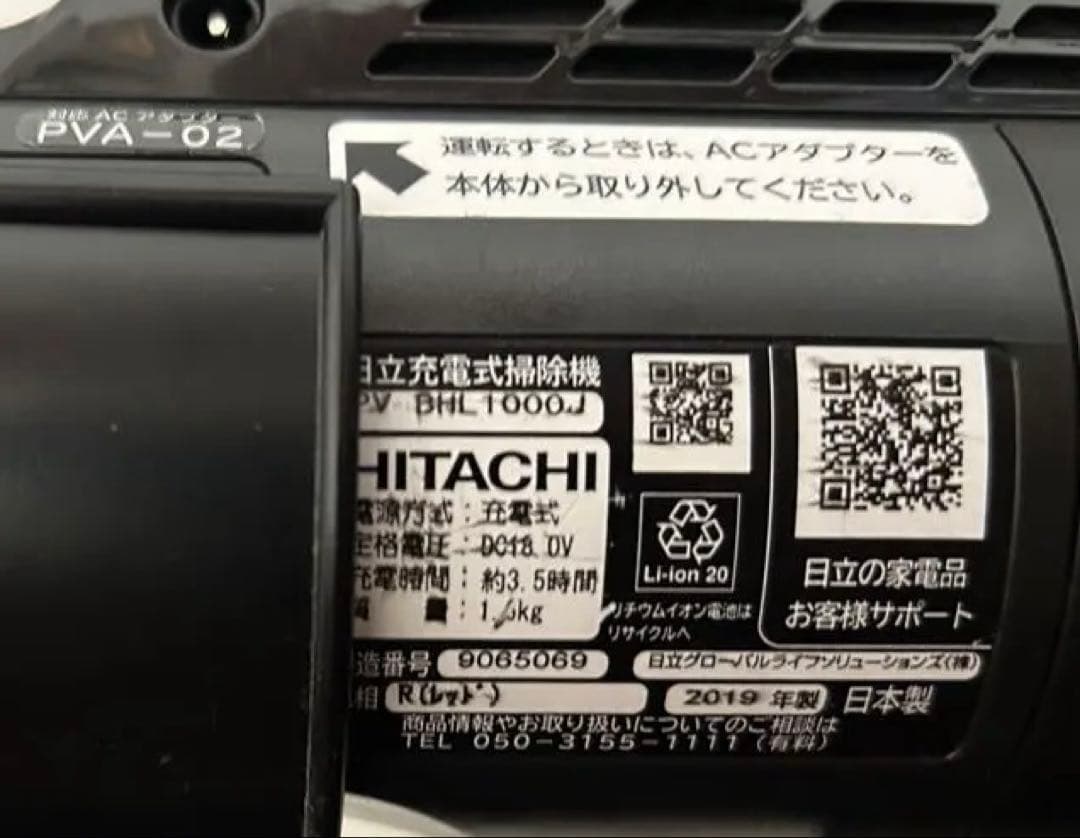 対応 AC アダプター
PVA-02
運転するときは、ACアダプターを
本体から取り外してください。
日立充電式掃除機
PV BHL1000J
HITACHI
電源方式：充電式
定格電圧：DC18.0V
充電時間：約3.5時間
質 量：kg
Li-ion 20
リチウムイオン電池は
リサイクルへ
日立の家電品
お客様サポート
造番号 9065069
日立グローバルライフソリューションズ(株)
相 R(レッド)
2019 年製 日本製
商品情報やお取り扱いについてのご相談は
TEL 050-3155-1111 (有料)